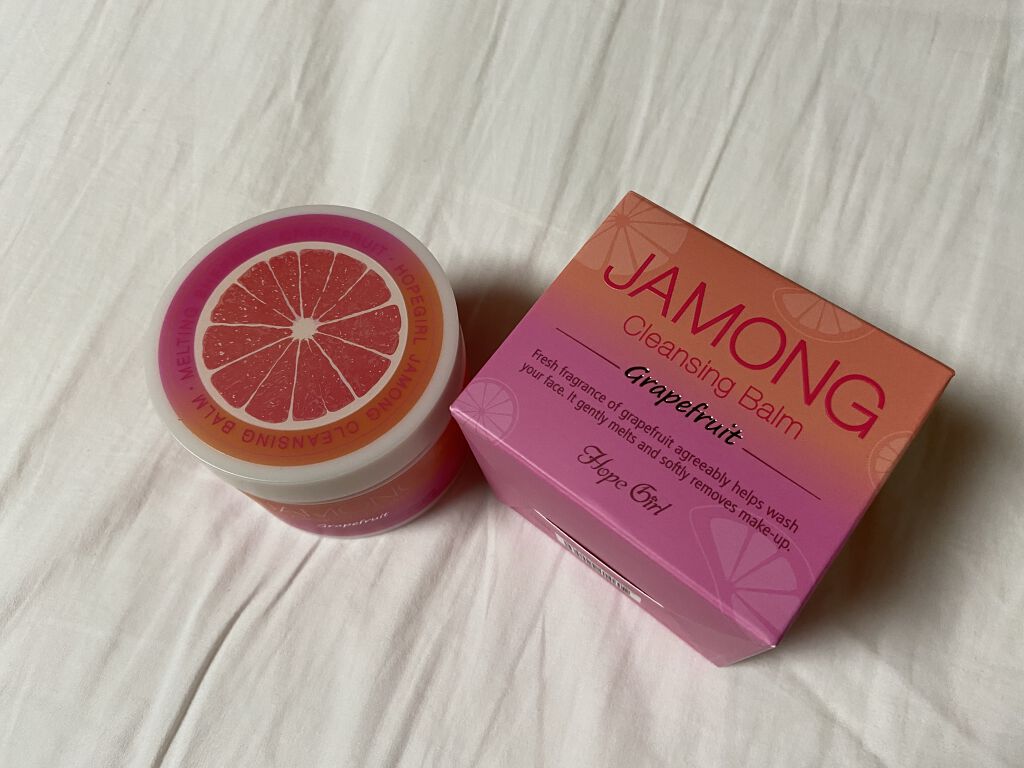 GRAPEFRUIT · HOPEGIRL JAMONG CLEANSING BALM · MELTING
JAMONG
Grapefruit
JAMONG
Cleansing Balm
Grapefruit
Fresh fragrance of grapefruit agreeably helps wash
your face. It gently melts and softly removes make-up.
Hope Girl